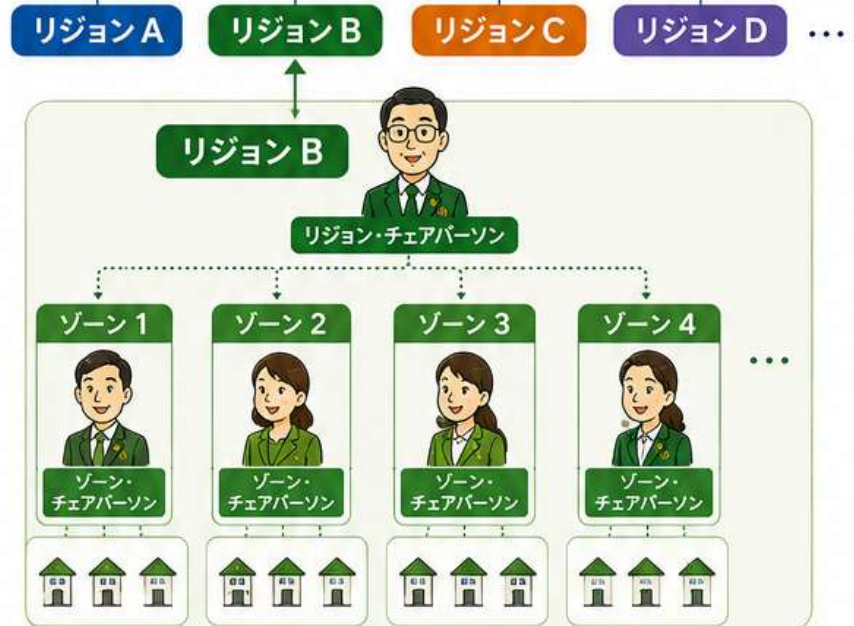 リジョン A
リジョン B
リジョン C
リジョン D
...
リジョン B
リジョン・チェアパーソン
ゾーン 1
ゾーン 2
ゾーン 3
ゾーン 4
...
ゾーン・
チェアパーソン
ゾーン・
チェアパーソン
ゾーン・
チェアパーソン
ゾーン・
チェアパーソン